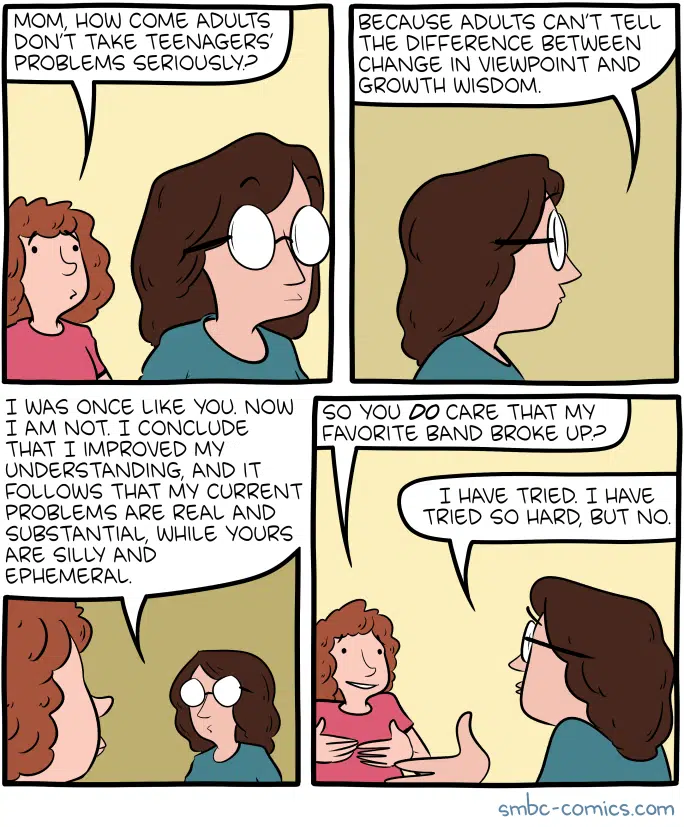 MOM, HOW COME ADULTS
DON'T TAKE TEENAGERS'
PROBLEMS SERIOUSLY?
BECAUSE ADULTS CAN'T TELL
THE DIFFERENCE BETWEEN
CHANGE IN VIEWPOINT AND
GROWTH WISDOM.
I WAS ONCE LIKE YOU. NOW
I AM NOT. I CONCLUDE
THAT I IMPROVED MY
UNDERSTANDING, AND IT
FOLLOWS THAT MY CURRENT
PROBLEMS ARE REAL AND
SUBSTANTIAL, WHILE YOURS
ARE SILLY AND
EPHEMERAL.
SO YOU DO CARE THAT MY
FAVORITE BAND BROKE UP?
I HAVE TRIED. I HAVE
TRIED SO HARD, BUT NO.
smbc-comics.com